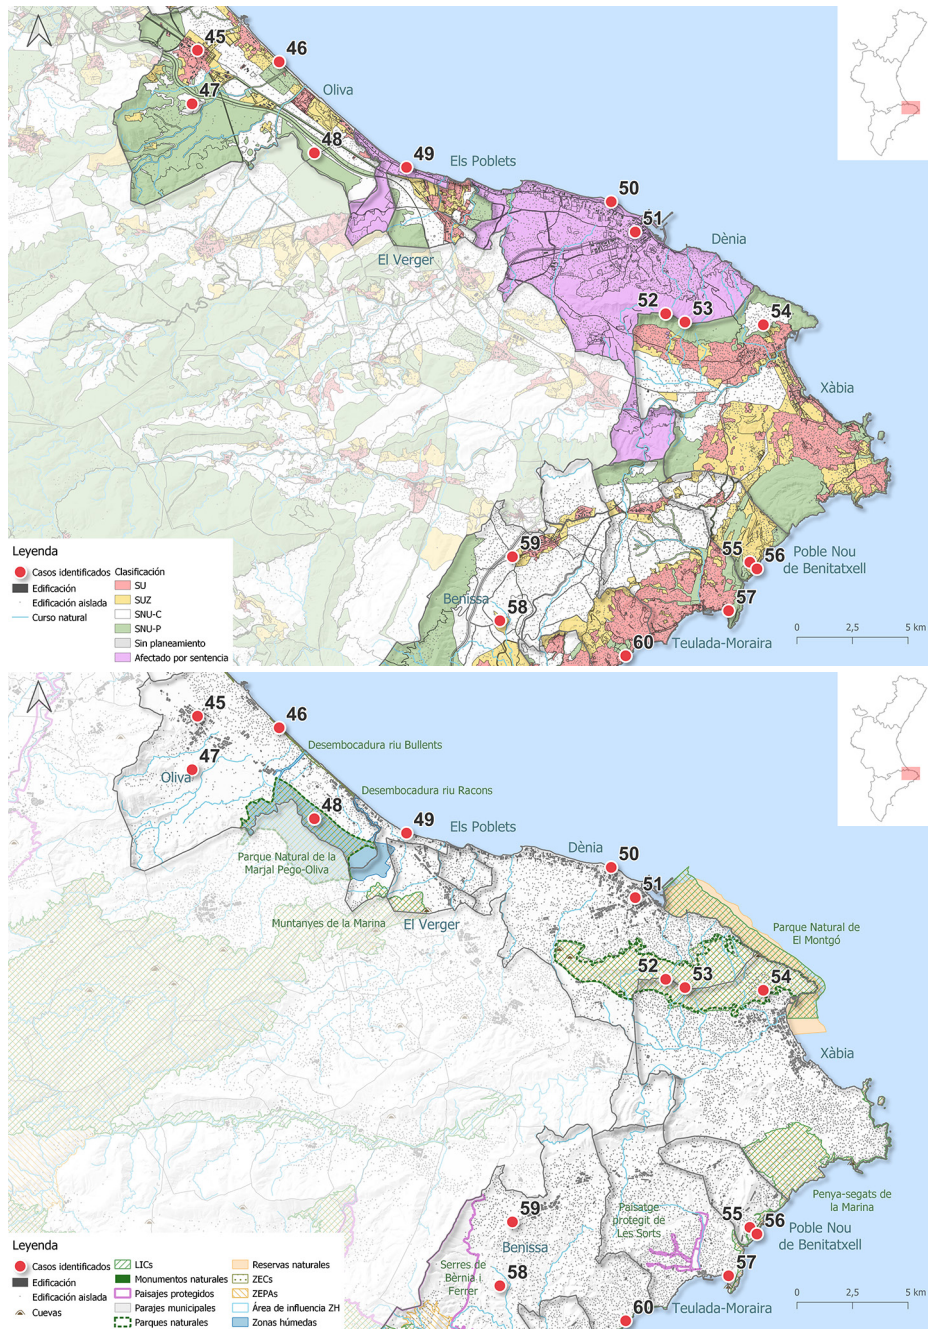 45
46
47
Oliva
48
49
Els Poblets
50
51
Dènia
El Verger
52
53
54
Xàbia
59
55
56
Poble Nou
de Benitatxell
Benissa
58
57
Teulada-Moraira
60
0
2,5
5 km
Leyenda
Casos identificados
Edificación
Edificación aislada
Curso natural
Clasificación
SU
SUZ
SNU-C
SNU-P
Sin planeamiento
Afectado por sentencia
45
46
Desembocadura riu Bullents
47
Oliva
Desembocadura riu Racons
48
49
Els Poblets
Dènia
50
Parque Natural de la
Marjal Pego-Oliva
51
Muntanyes de la Marina
El Verger
Parque Natural de
El Montgó
52
53
54
Xàbia
Penya-segats de
la Marina
59
Paisatge
protegit de
Les Sorts
55
56
Poble Nou
de Benitatxell
Benissa
Serres de
Bèrnia i
Ferrer
58
57
Teulada-Moraira
60
0
2,5
5 km
Leyenda
Casos identificados
Edificación
Edificación aislada
Cuevas
LICs
Monumentos naturales
Paisajes protegidos
Parajes municipales
Parques naturales
Reservas naturales
ZECs
ZEPAs
Área de influencia ZH
Zonas húmedas